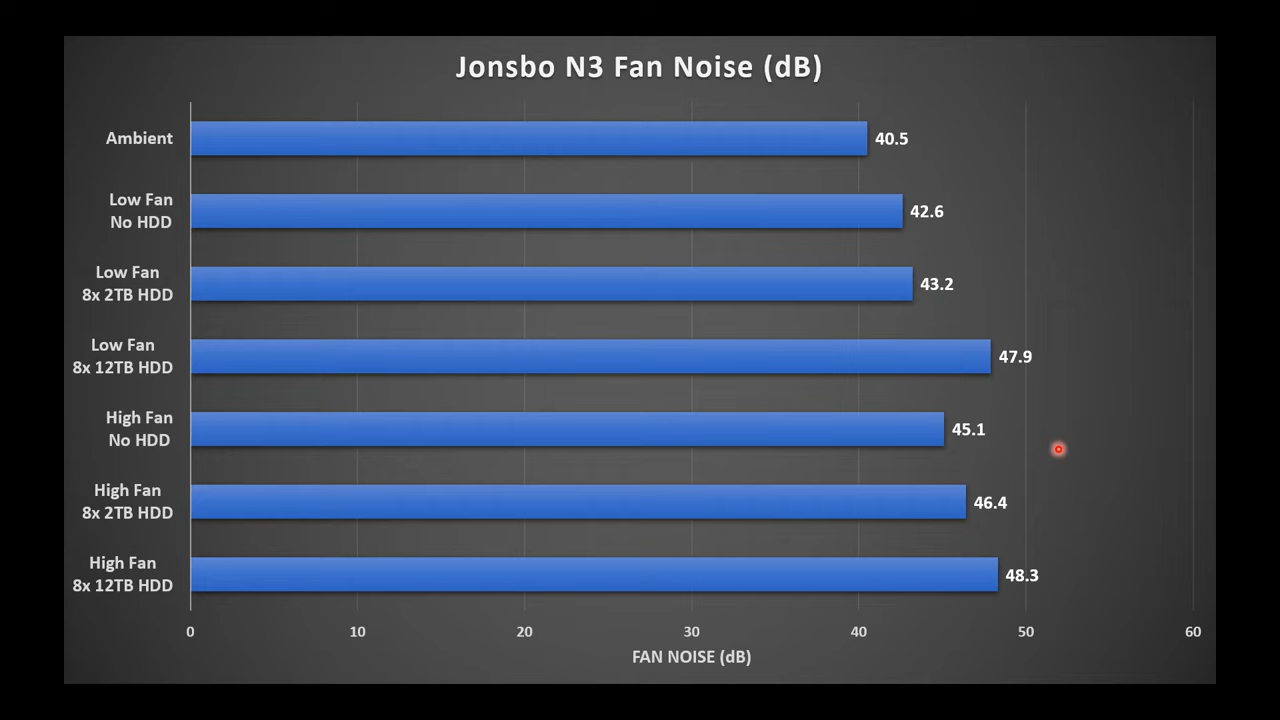 Jonsbo N3 Fan Noise (dB)
Ambient
40.5
Low Fan
No HDD
42.6
Low Fan
8x 2TB HDD
43.2
Low Fan
8x 12TB HDD
47.9
High Fan
No HDD
45.1
High Fan
8x 2TB HDD
46.4
High Fan
8x 12TB HDD
48.3
0 10 20 30 40 50 60
FAN NOISE (dB)